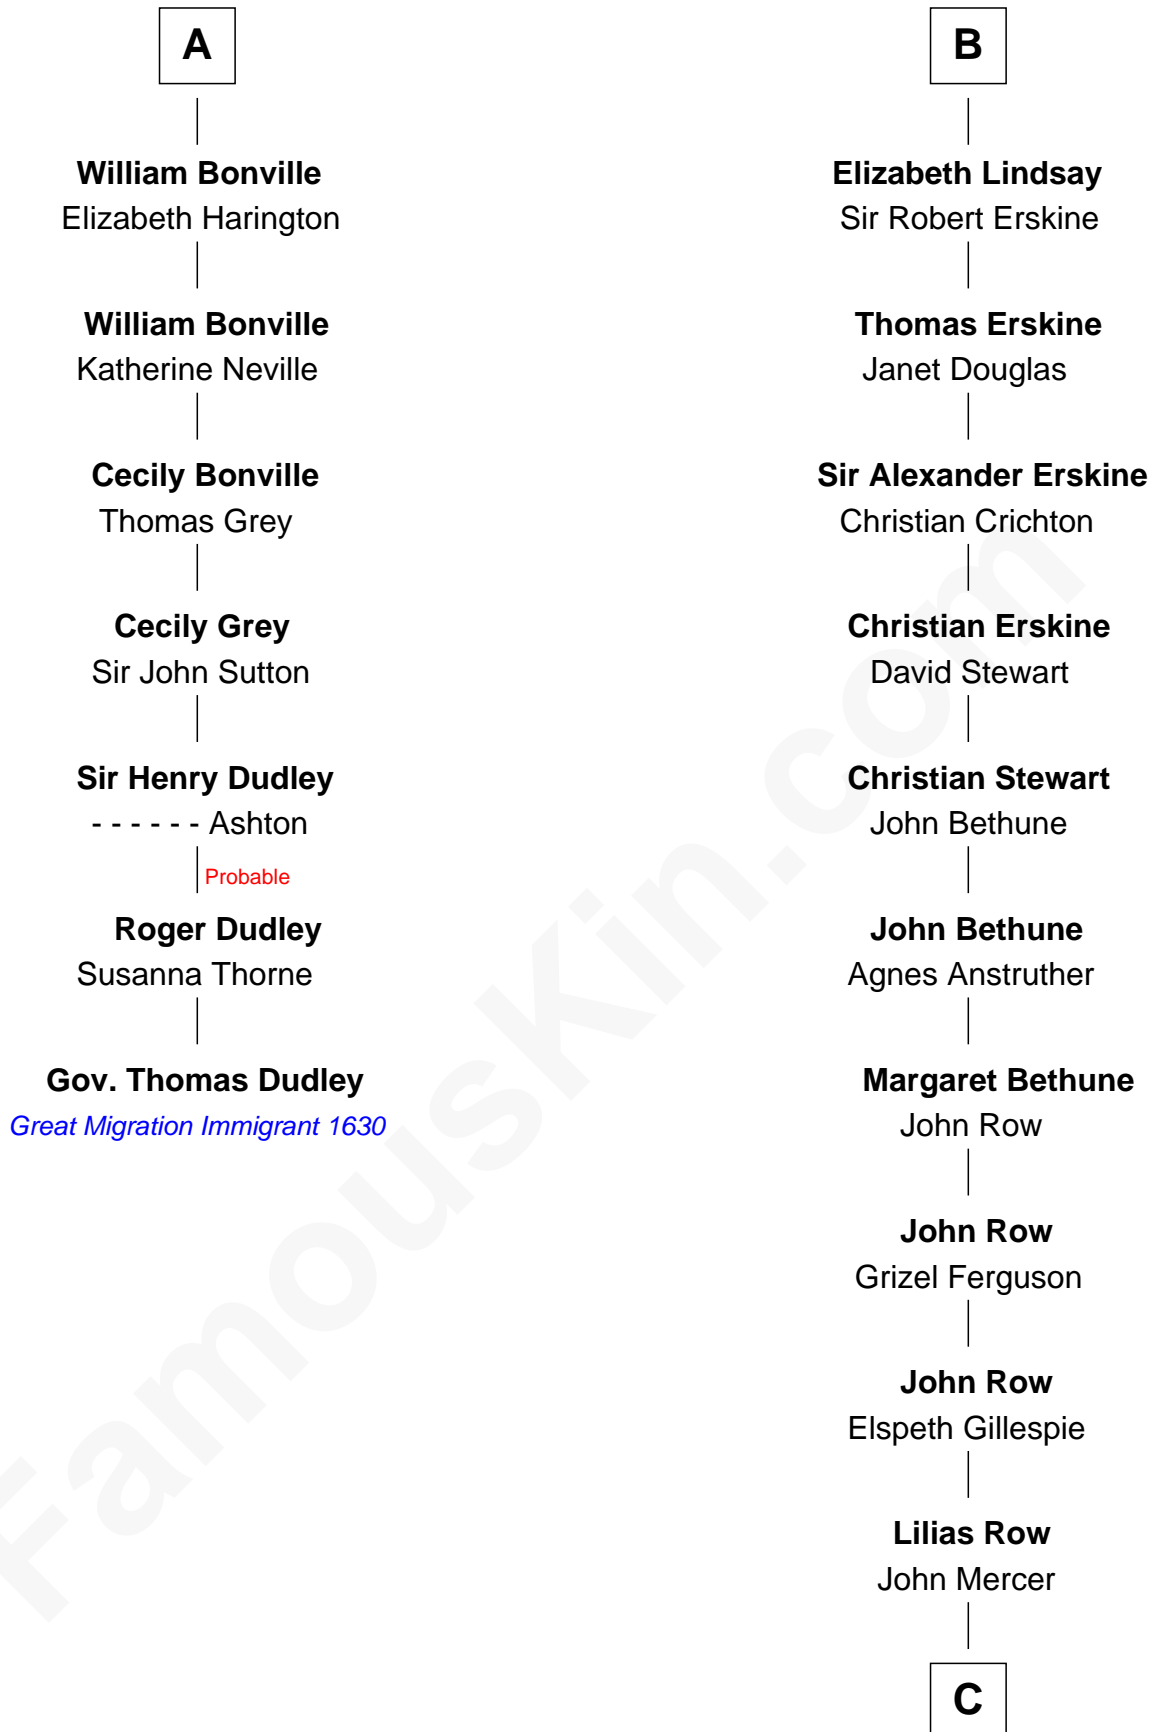 A
William Bonville
Elizabeth Harington
William Bonville
Katherine Neville
Cecily Bonville
Thomas Grey
Cecily Grey
Sir John Sutton
Sir Henry Dudley
- - - - - - Ashton
Probable
Roger Dudley
Susanna Thorne
Gov. Thomas Dudley
Great Migration Immigrant 1630
B
Elizabeth Lindsay
Sir Robert Erskine
Thomas Erskine
Janet Douglas
Sir Alexander Erskine
Christian Crichton
Christian Erskine
David Stewart
Christian Stewart
John Bethune
John Bethune
Agnes Anstruther
Margaret Bethune
John Row
John Row
Grizel Ferguson
John Row
Elspeth Gillespie
Lilias Row
John Mercer
C
FamousKin.com